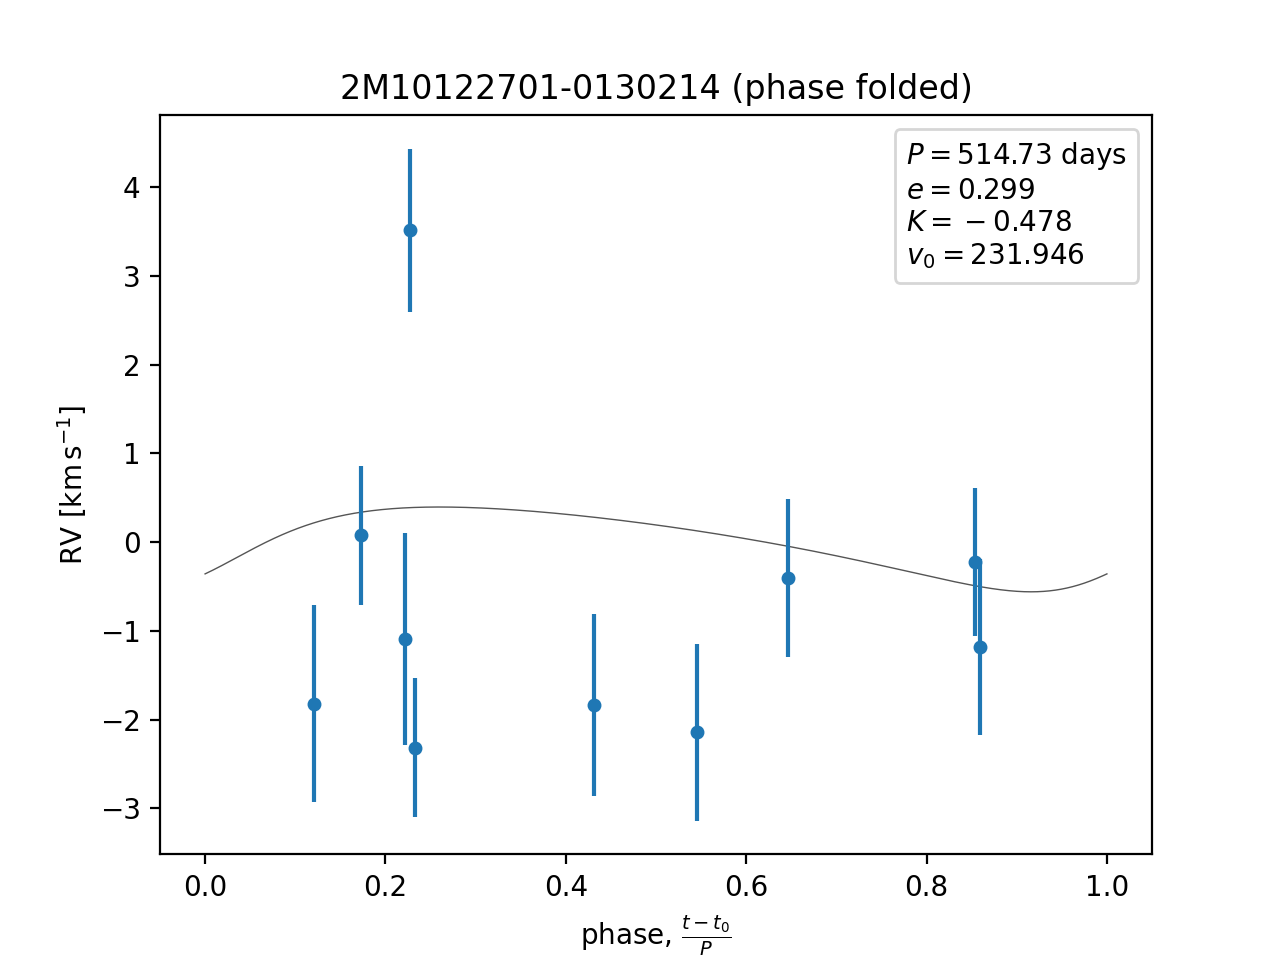 2M10122701-0130214 (phase folded)
P = 514.73 days
e = 0.299
K = −0.478
v₀ = 231.946
4
3
2
1
0
−1
−2
−3
RV [km s⁻¹]
0.0 0.2 0.4 0.6 0.8 1.0
phase, (t − t₀)/P